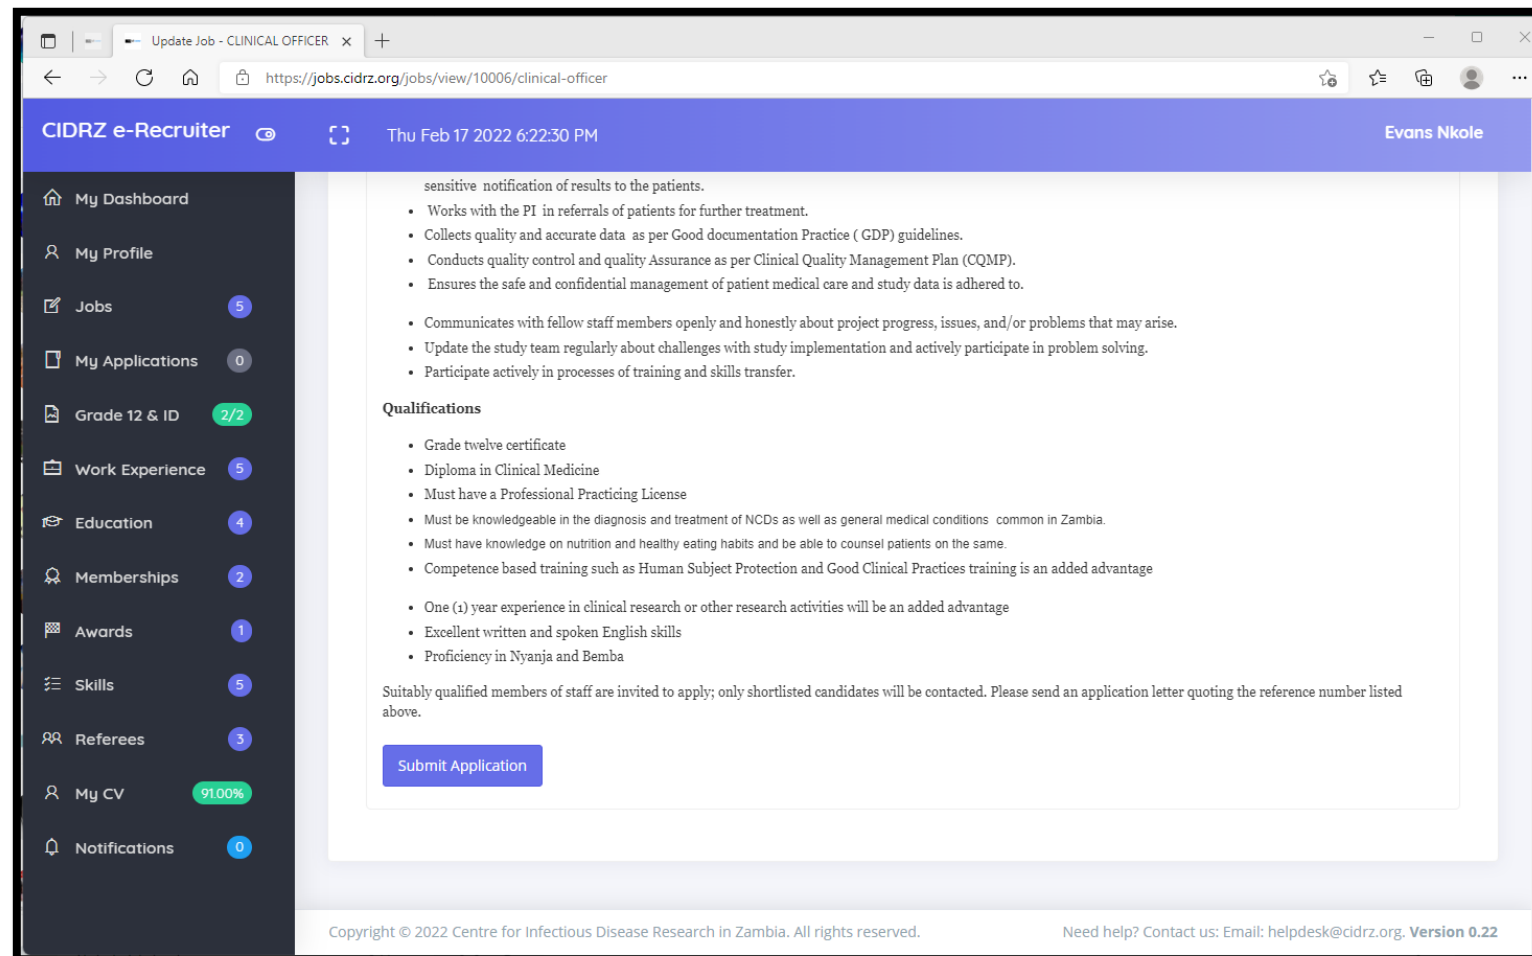 Update Job - CLINICAL OFFICER
https://jobs.cidrz.org/jobs/view/10006/clinical-officer
CIDRZ e-Recruiter
Thu Feb 17 2022 6:22:30 PM
Evans Nkole
My Dashboard
My Profile
Jobs 5
My Applications 0
Grade 12 & ID 2/2
Work Experience 5
Education 4
Memberships 2
Awards 1
Skills 5
Referees 3
My CV 91.00%
Notifications 0
sensitive notification of results to the patients.
• Works with the PI in referrals of patients for further treatment.
• Collects quality and accurate data as per Good documentation Practice ( GDP) guidelines.
• Conducts quality control and quality Assurance as per Clinical Quality Management Plan (CQMP).
• Ensures the safe and confidential management of patient medical care and study data is adhered to.
• Communicates with fellow staff members openly and honestly about project progress, issues, and/or problems that may arise.
• Update the study team regularly about challenges with study implementation and actively participate in problem solving.
• Participate actively in processes of training and skills transfer.
Qualifications
• Grade twelve certificate
• Diploma in Clinical Medicine
• Must have a Professional Practicing License
• Must be knowledgeable in the diagnosis and treatment of NCDs as well as general medical conditions common in Zambia.
• Must have knowledge on nutrition and healthy eating habits and be able to counsel patients on the same.
• Competence based training such as Human Subject Protection and Good Clinical Practices training is an added advantage
• One (1) year experience in clinical research or other research activities will be an added advantage
• Excellent written and spoken English skills
• Proficiency in Nyanja and Bemba
Suitably qualified members of staff are invited to apply; only shortlisted candidates will be contacted. Please send an application letter quoting the reference number listed
above.
Submit Application
Copyright © 2022 Centre for Infectious Disease Research in Zambia. All rights reserved.
Need help? Contact us: Email: helpdesk@cidrz.org. Version 0.22